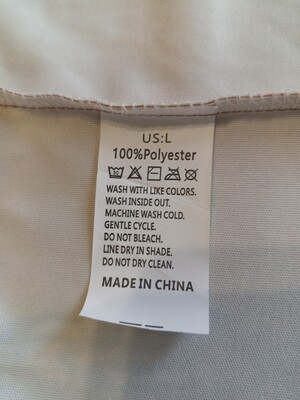 US:L
100%Polyester
WASH WITH LIKE COLORS.
WASH INSIDE OUT.
MACHINE WASH COLD.
GENTLE CYCLE.
DO NOT BLEACH.
LINE DRY IN SHADE.
DO NOT DRY CLEAN.
MADE IN CHINA